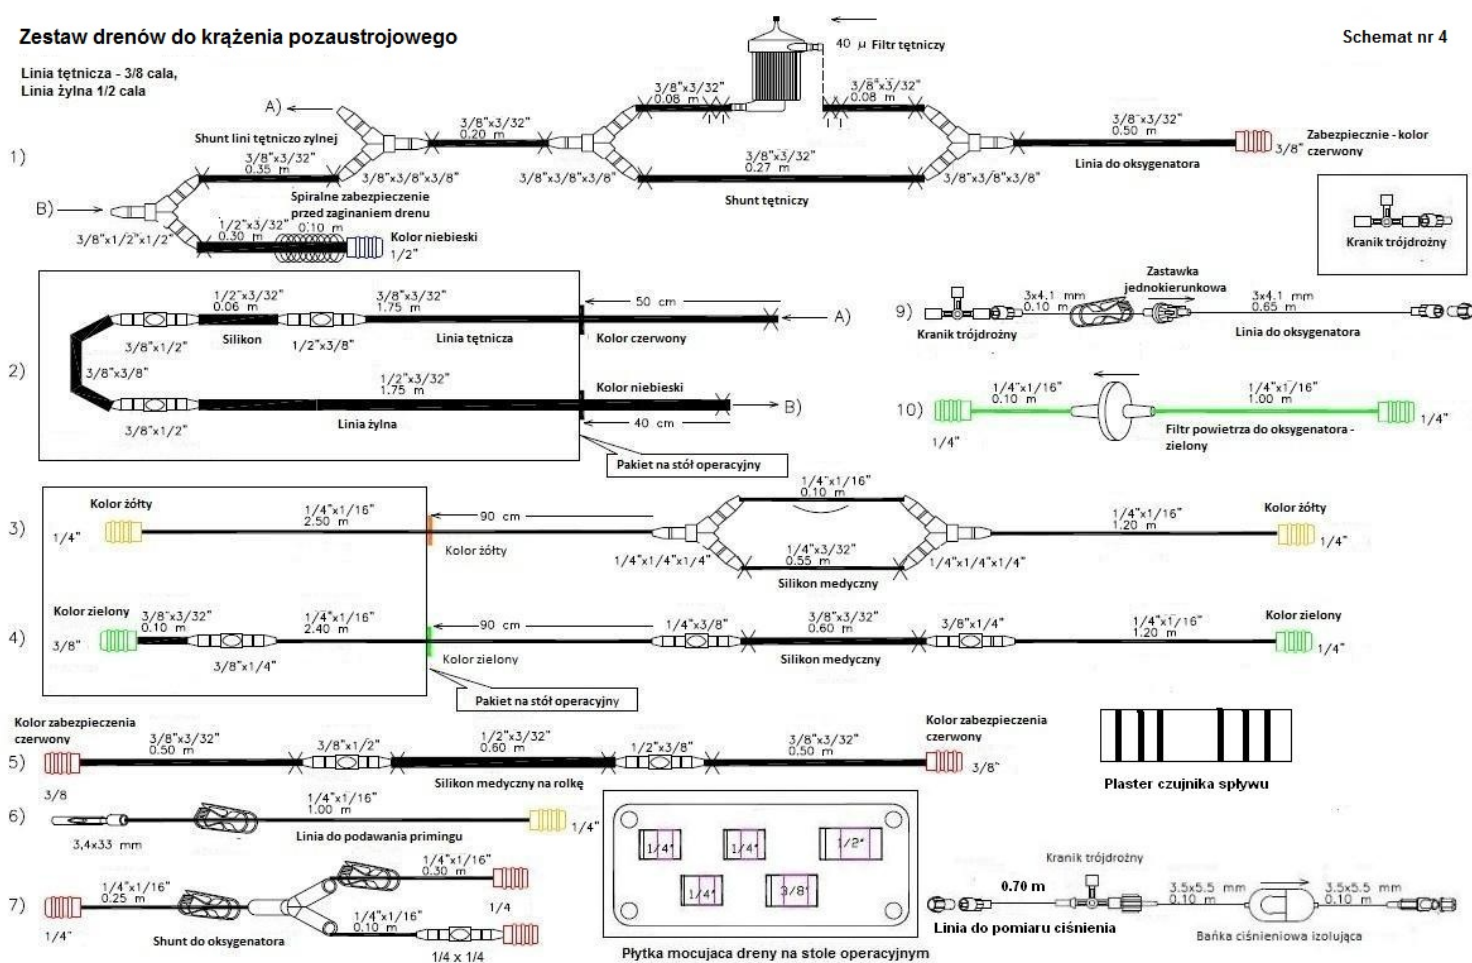 Zestaw drenów do krążenia pozaustrojowego
Schemat nr 4
Linia tętnicza - 3/8 cala,
Linia żylna 1/2 cala
40 µ Filtr tętniczy
1)
A)
Shunt lini tętniczo zylnej
3/8"x3/32"
0.35 m
3/8"x3/8"x3/8"
3/8"x3/32"
0.20 m
3/8"x3/8"x3/8"
3/8"x3/32"
0.08 m
3/8"x3/32"
0.08 m
3/8"x3/32"
0.27 m
Shunt tętniczy
3/8"x3/8"x3/8"
3/8"x3/32"
0.50 m
Linia do oksygenatora
3/8"
Zabezpiecznie - kolor
czerwony
B)
3/8"x1/2"x1/2"
Spiralne zabezpieczenie
przed zaginaniem drenu
1/2"x3/32"
0.30 m
0.10 m
Kolor niebieski
1/2"
Kranik trójdrożny
2)
3/8"x3/8"
3/8"x1/2"
1/2"x3/32"
0.06 m
Silikon
1/2"x3/8"
3/8"x3/32"
1.75 m
Linia tętnicza
50 cm
Kolor czerwony
A)
3/8"x1/2"
1/2"x3/32"
1.75 m
Linia żylna
Kolor niebieski
40 cm
B)
Pakiet na stół operacyjny
9)
Kranik trójdrożny
3x4.1 mm
0.10 m
Zastawka
jednokierunkowa
3x4.1 mm
0.65 m
Linia do oksygenatora
10)
1/4"
1/4"x1/16"
0.10 m
1/4"x1/16"
1.00 m
Filtr powietrza do oksygenatora -
zielony
1/4"
3)
Kolor żółty
1/4"
1/4"x1/16"
2.50 m
90 cm
Kolor żółty
1/4"x1/4"x1/4"
1/4"x1/16"
0.10 m
1/4"x3/32"
0.55 m
Silikon medyczny
1/4"x1/4"x1/4"
1/4"x1/16"
1.20 m
Kolor żółty
1/4"
4)
Kolor zielony
3/8"
3/8"x3/32"
0.10 m
3/8"x1/4"
1/4"x1/16"
2.40 m
90 cm
Kolor zielony
1/4"x3/8"
3/8"x3/32"
0.60 m
Silikon medyczny
3/8"x1/4"
1/4"x1/16"
1.20 m
Kolor zielony
1/4"
Pakiet na stół operacyjny
5)
Kolor zabezpieczenia
czerwony
3/8
3/8"x3/32"
0.50 m
3/8"x1/2"
1/2"x3/32"
0.60 m
Silikon medyczny na rolkę
1/2"x3/8"
3/8"x3/32"
0.50 m
Kolor zabezpieczenia
czerwony
3/8"
Plaster czujnika spływu
6)
3,4x33 mm
1/4"x1/16"
1.00 m
Linia do podawania primingu
1/4"
7)
1/4"
1/4"x1/16"
0.25 m
Shunt do oksygenatora
1/4"x1/16"
0.30 m
1/4
1/4"x1/16"
0.10 m
1/4 x 1/4
1/4"
1/4"
1/2"
1/4"
3/8"
Płytka mocujaca dreny na stole operacyjnym
0.70 m
Kranik trójdrożny
Linia do pomiaru ciśnienia
3.5x5.5 mm
0.10 m
3.5x5.5 mm
0.10 m
Bańka ciśnieniowa izolująca